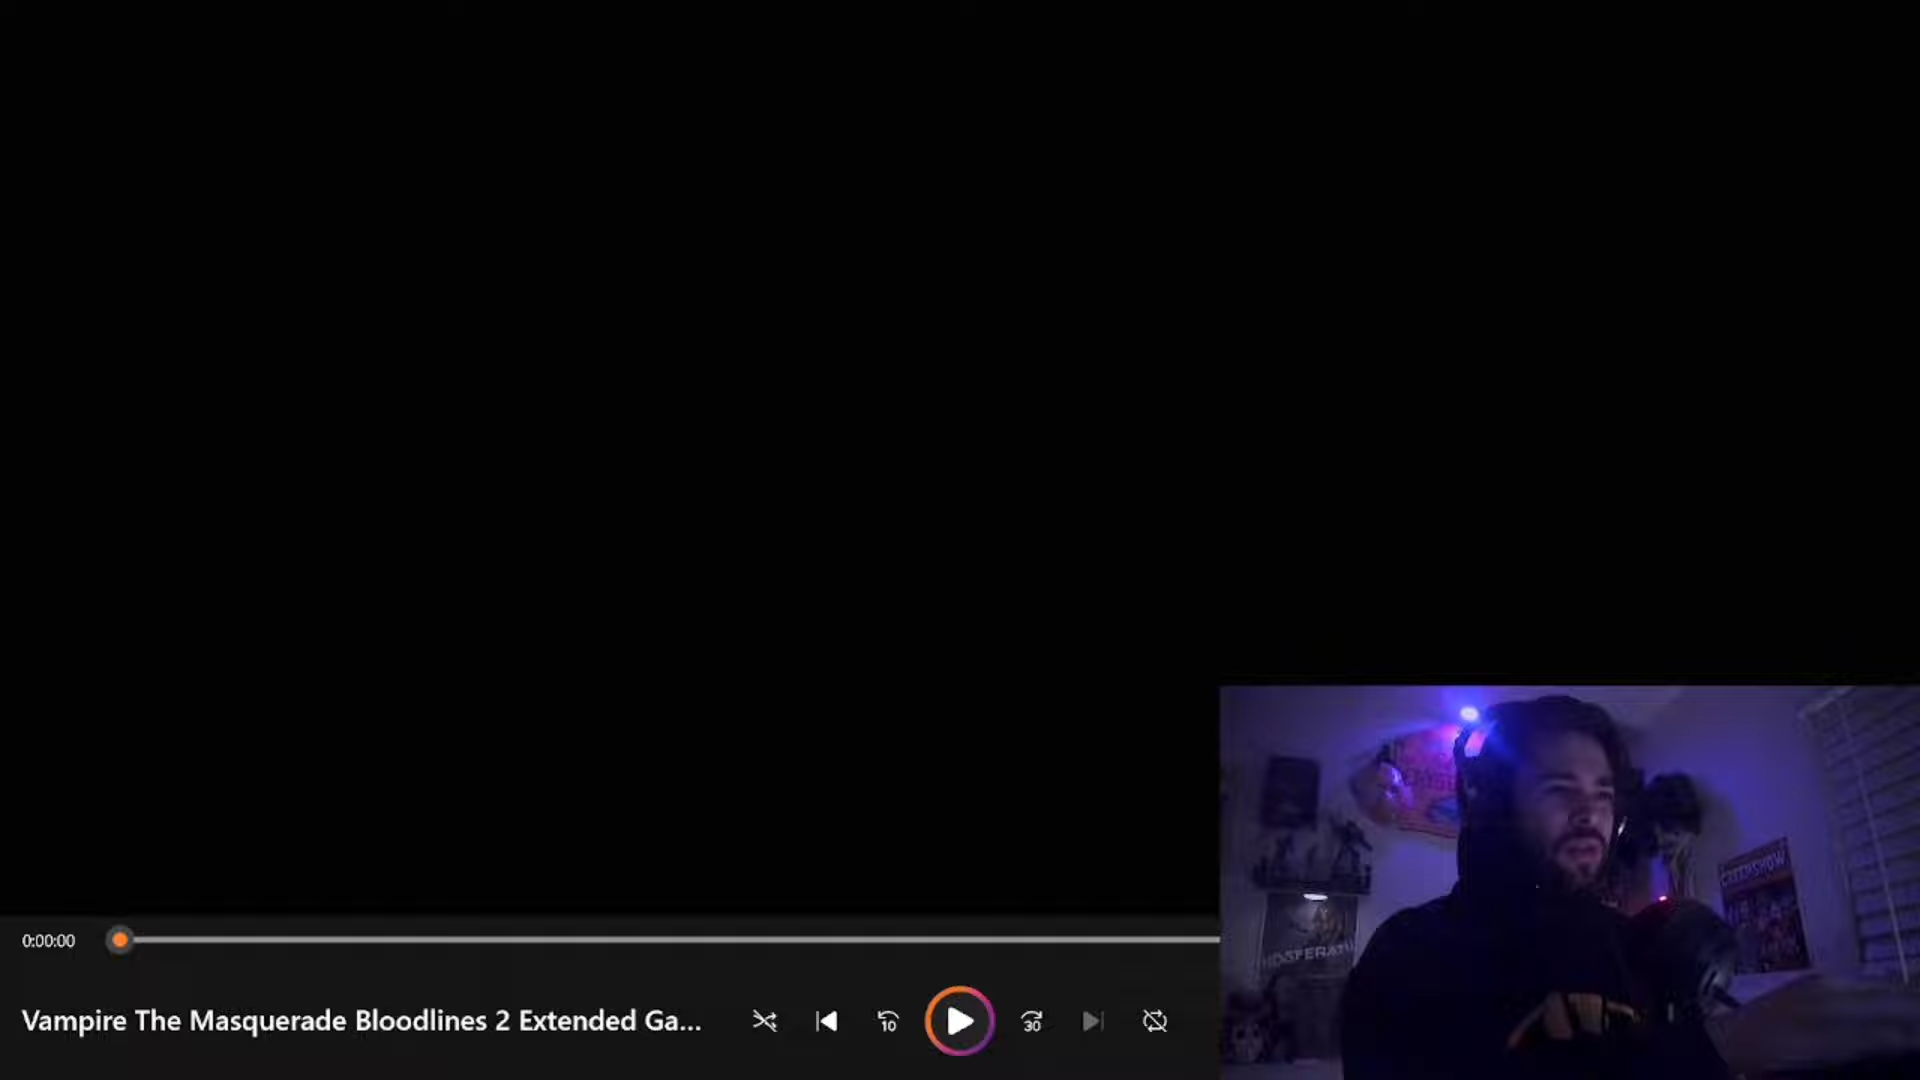 0:00:00
Vampire The Masquerade Bloodlines 2 Extended Ga...
10
30
NOSFERATU
CREEPSHOW